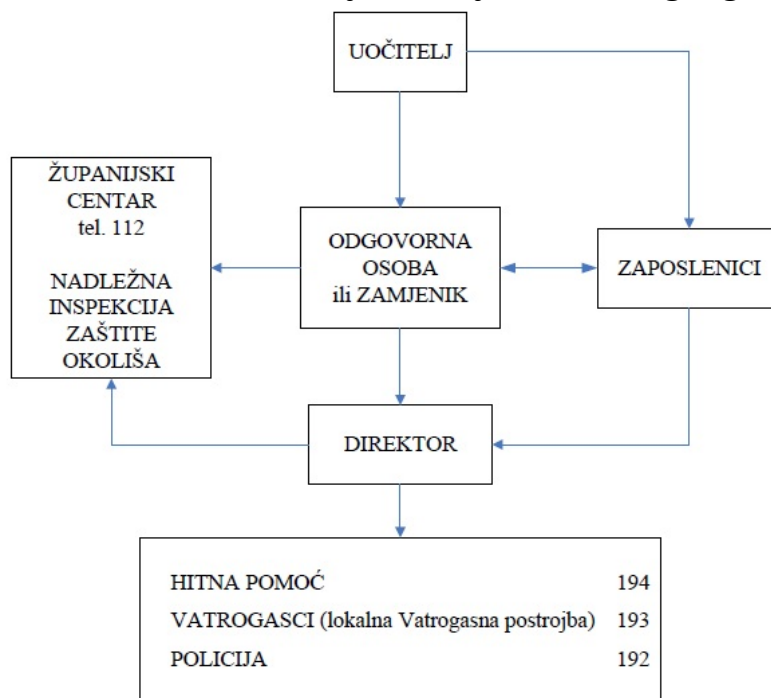 UOČITELJ
ŽUPANIJSKI
CENTAR
tel. 112
NADLEŽNA
INSPEKCIJA
ZAŠTITE
OKOLIŠA
ODGOVORNA
OSOBA
ili ZAMJENIK
ZAPOSLENICI
DIREKTOR
HITNA POMOĆ 194
VATROGASCI (lokalna Vatrogasna postrojba) 193
POLICIJA 192